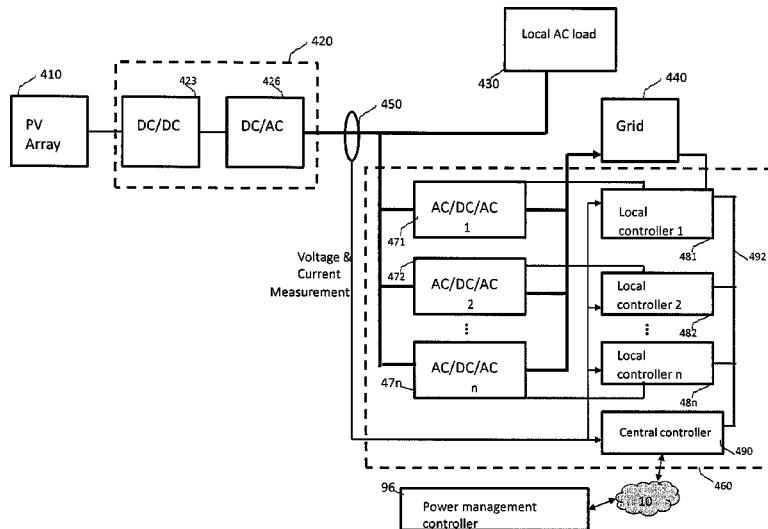 420
Local AC load
410
423
426
430
440
450
PV
Array
DC/DC
DC/AC
Grid
AC/DC/AC
1
471
Local
controller 1
481
492
Voltage &
Current
Measurement
472
AC/DC/AC
2
Local
controller 2
482
⋮
⋮
AC/DC/AC
n
47n
Local
controller n
48n
Central controller
490
460
96
Power management
controller
10